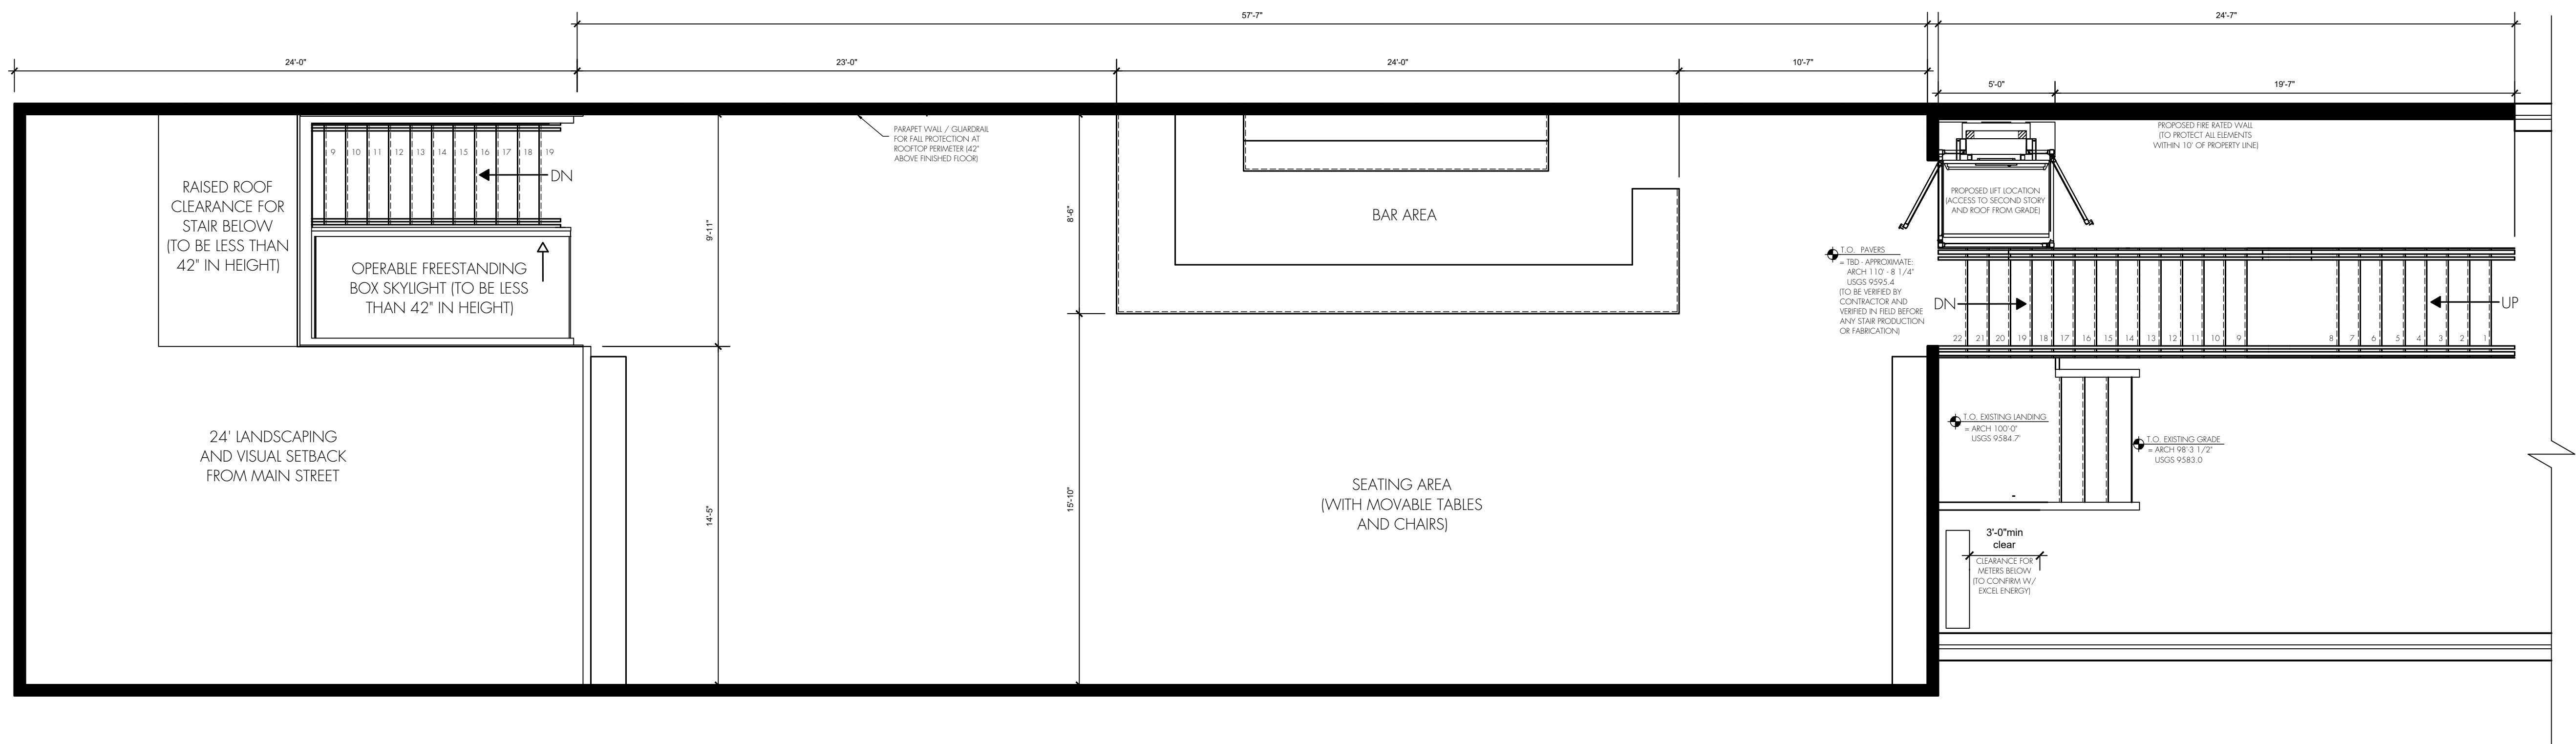 57'-7"
24'-7"
24'-0"
23'-0"
24'-0"
10'-7"
5'-0"
19'-7"
PARAPET WALL / GUARDRAIL
FOR FALL PROTECTION AT
ROOFTOP PERIMETER (42"
ABOVE FINISHED FLOOR)
PROPOSED FIRE RATED WALL
(TO PROTECT ALL ELEMENTS
WITHIN 10' OF PROPERTY LINE)
9 10 11 12 13 14 15 16 17 18 19
DN
RAISED ROOF
CLEARANCE FOR
STAIR BELOW
(TO BE LESS THAN
42" IN HEIGHT)
OPERABLE FREESTANDING
BOX SKYLIGHT (TO BE LESS
THAN 42" IN HEIGHT)
9'-11"
8'-6"
BAR AREA
PROPOSED LIFT LOCATION
(ACCESS TO SECOND STORY
AND ROOF FROM GRADE)
T.O. PAVERS
= TBD - APPROXIMATE:
ARCH 110' - 8 1/4"
USGS 9595.4
(TO BE VERIFIED BY
CONTRACTOR AND
VERIFIED IN FIELD BEFORE
ANY STAIR PRODUCTION
OR FABRICATION)
DN
UP
22 21 20 19 18 17 16 15 14 13 12 11 10 9 8 7 6 5 4 3 2 1
24' LANDSCAPING
AND VISUAL SETBACK
FROM MAIN STREET
14'-5"
15'-10"
SEATING AREA
(WITH MOVABLE TABLES
AND CHAIRS)
T.O. EXISTING LANDING
= ARCH 100'-0"
USGS 9584.7'
T.O. EXISTING GRADE
= ARCH 98'-3 1/2"
USGS 9583.0
3'-0"min
clear
CLEARANCE FOR
METERS BELOW
(TO CONFIRM W/
EXCEL ENERGY)